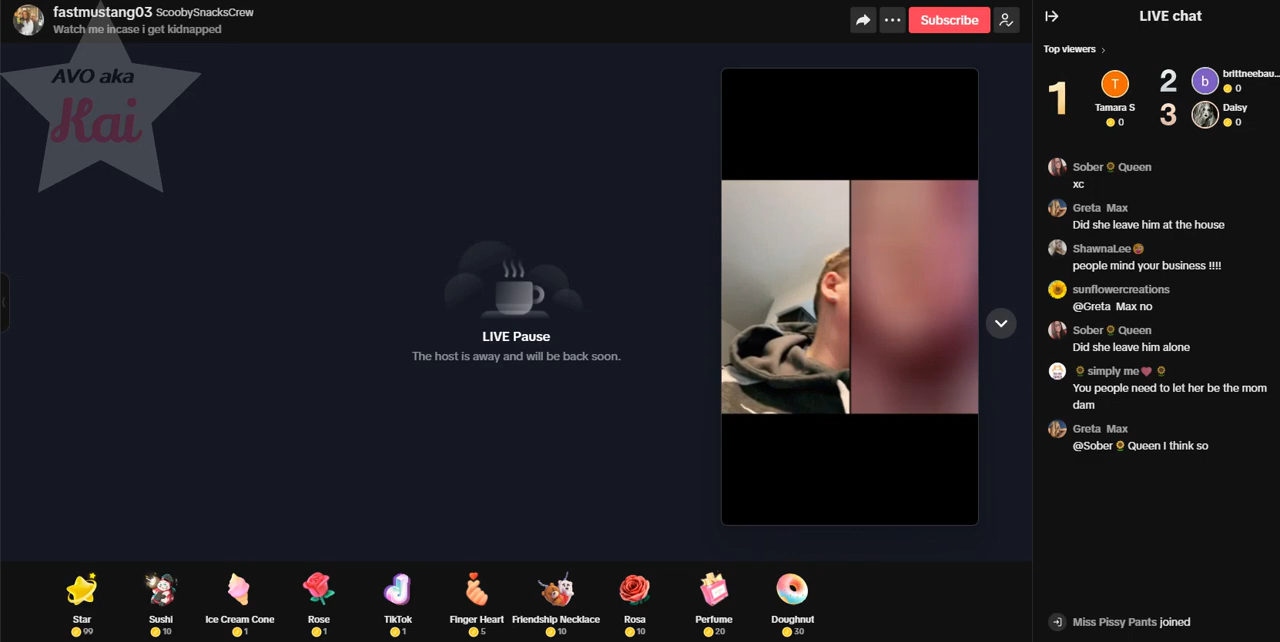 fastmustang03 ScoobySnacksCrew
Watch me incase i get kidnapped
Subscribe
AVO aka
Kai
LIVE Pause
The host is away and will be back soon.
Star
99
Sushi
10
Ice Cream Cone
1
Rose
1
TikTok
1
Finger Heart
5
Friendship Necklace
10
Rosa
10
Perfume
20
Doughnut
30
LIVE chat
Top viewers
1
T
Tamara S
0
2
b
brittneebau...
0
3
Daisy
0
Sober 🌻 Queen
xc
Greta Max
Did she leave him at the house
ShawnaLee
people mind your business !!!!
sunflowercreations
@Greta Max no
Sober 🌻 Queen
Did she leave him alone
🌻 simply me ❤ 🌻
You people need to let her be the mom
dam
Greta Max
@Sober 🌻 Queen I think so
Miss Pissy Pants joined